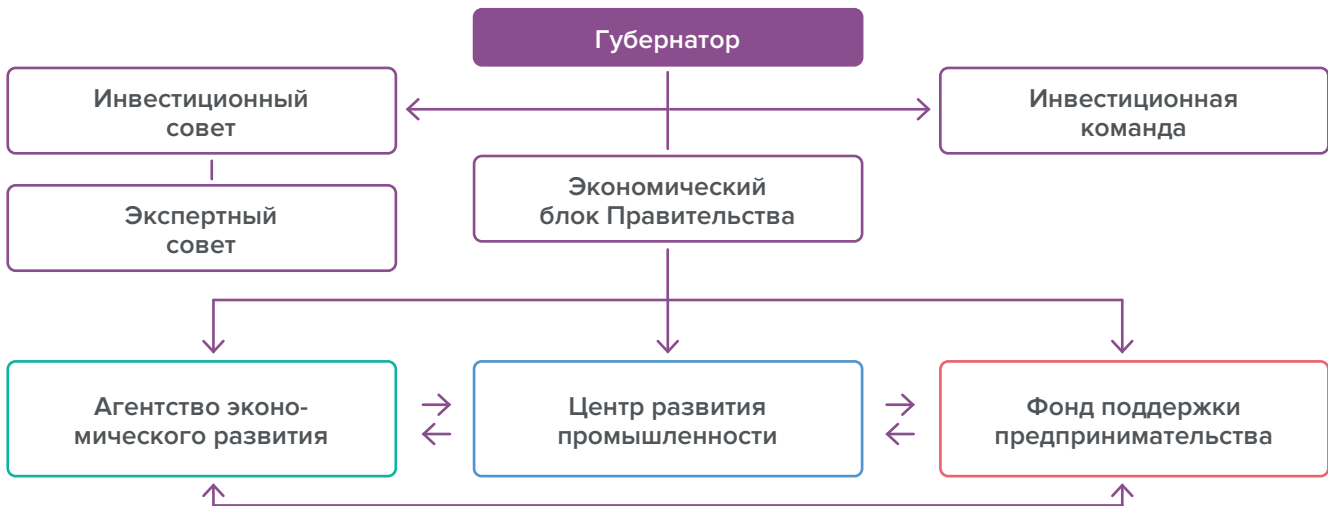 Губернатор
Инвестиционный
совет
Инвестиционная
команда
Экономический
блок Правительства
Экспертный
совет
Агентство эконо-
мического развития
Центр развития
промышленности
Фонд поддержки
предпринимательства